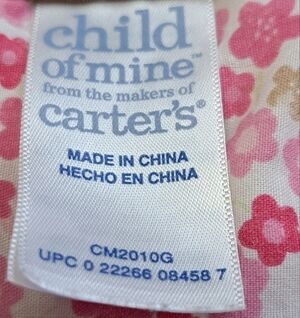 child
of mine™
from the makers of
carter's®
MADE IN CHINA
HECHO EN CHINA
CM2010G
UPC 0 22266 08458 7